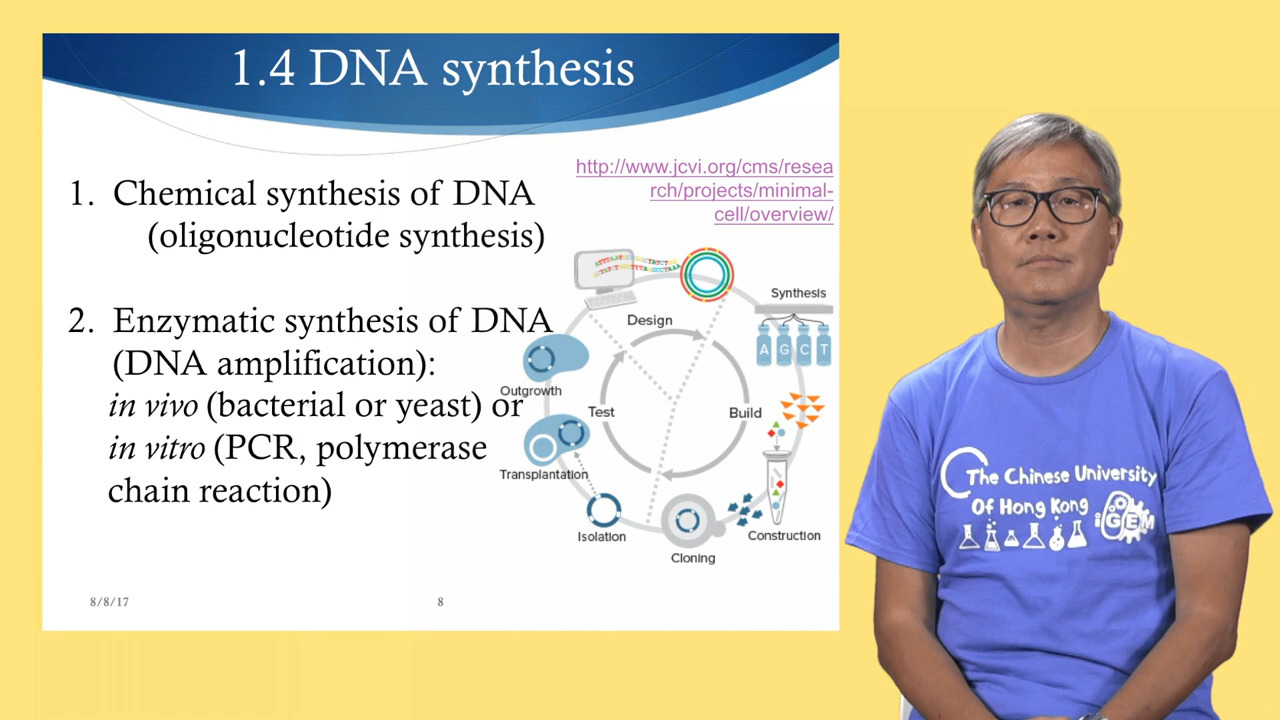 1.4 DNA synthesis
http://www.jcvi.org/cms/resea
rch/projects/minimal-
cell/overview/
1. Chemical synthesis of DNA
(oligonucleotide synthesis)
2. Enzymatic synthesis of DNA
(DNA amplification):
in vivo (bacterial or yeast) or
in vitro (PCR, polymerase
chain reaction)
Design
Synthesis
A G C T
Outgrowth
Test
Build
Transplantation
Isolation
Construction
Cloning
8/8/17
8
The Chinese University
Of Hong Kong
iGEM